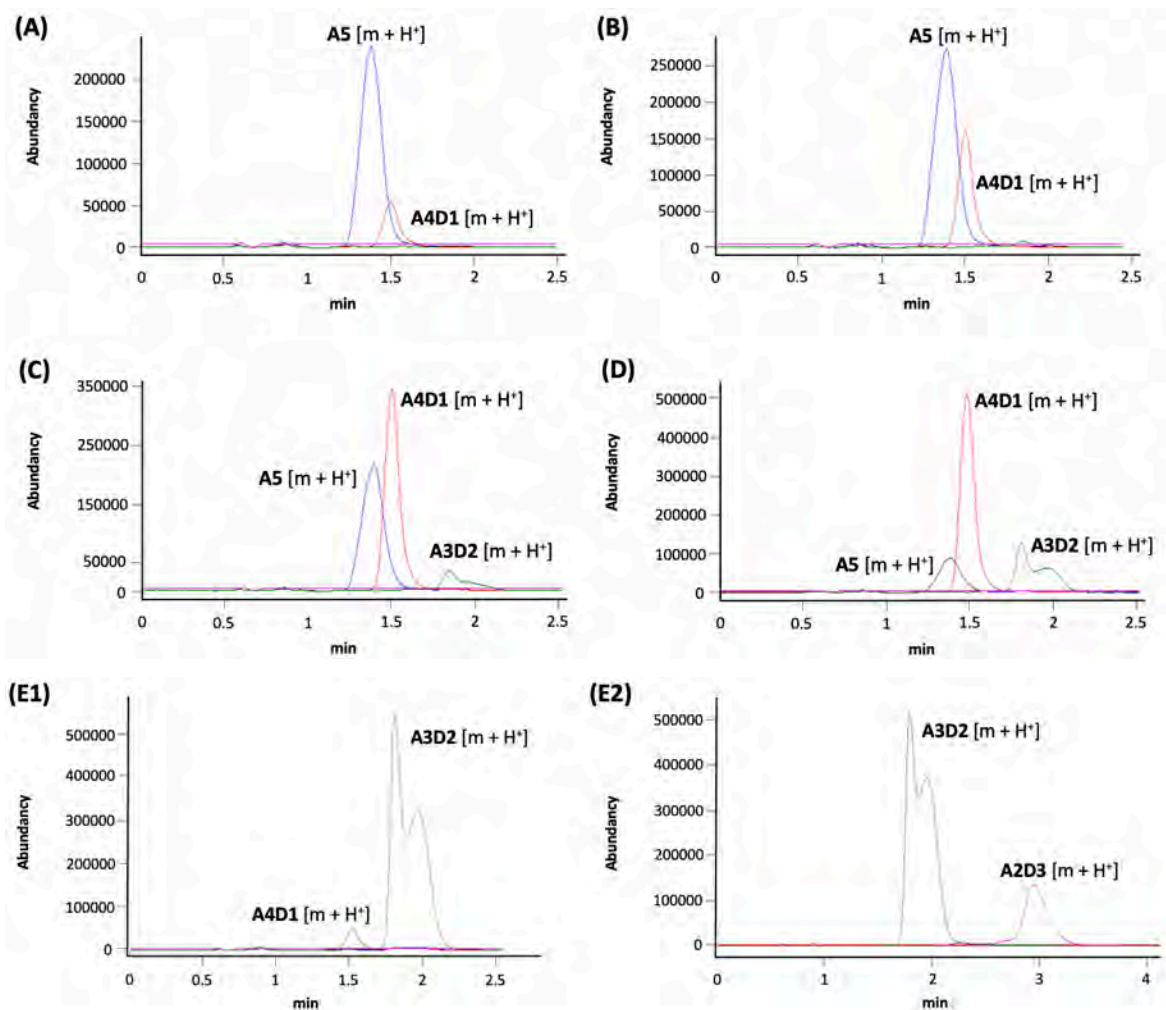 (A)
A5 [m + H⁺]
Abundancy
200000
150000
100000
50000
0
A4D1 [m + H⁺]
0 0.5 1 1.5 2 2.5
min
(B)
A5 [m + H⁺]
Abundancy
250000
200000
150000
100000
50000
0
A4D1 [m + H⁺]
0 0.5 1 1.5 2 2.5
min
(C)
Abundancy
350000
250000
150000
50000
0
A4D1 [m + H⁺]
A5 [m + H⁺]
A3D2 [m + H⁺]
0 0.5 1 1.5 2 2.5
min
(D)
Abundancy
500000
400000
300000
200000
100000
0
A4D1 [m + H⁺]
A5 [m + H⁺]
A3D2 [m + H⁺]
0 0.5 1 1.5 2 2.5
min
(E1)
Abundancy
500000
400000
300000
200000
100000
0
A3D2 [m + H⁺]
A4D1 [m + H⁺]
0 0.5 1 1.5 2 2.5
min
(E2)
Abundancy
500000
400000
300000
200000
100000
0
A3D2 [m + H⁺]
A2D3 [m + H⁺]
0 1 2 3 4
min